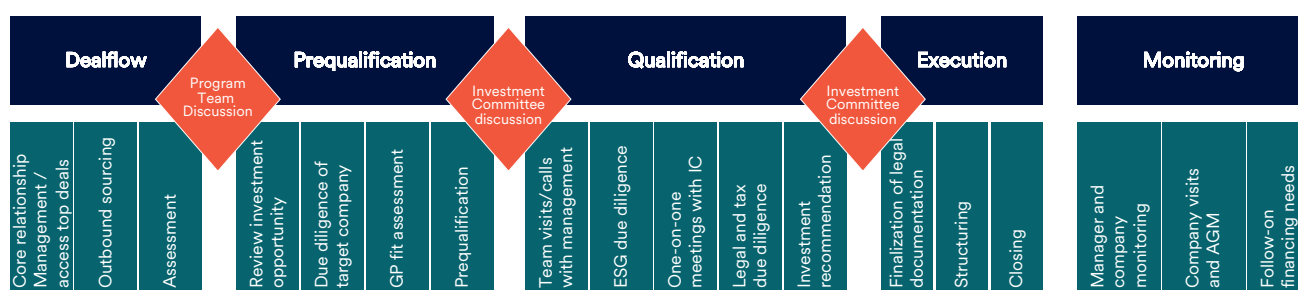 Dealflow
Program
Team
Discussion
Prequalification
Investment
Committee
discussion
Qualification
Investment
Committee
discussion
Execution
Monitoring
Core relationship
Management /
access top deals
Outbound sourcing
Assessment
Review investment
opportunity
Due diligence of
target company
GP fit assessment
Prequalification
Team visits/calls
with management
ESG due diligence
One-on-one
meetings with IC
Legal and tax
due diligence
Investment
recommendation
Finalization of legal
documentation
Structuring
Closing
Manager and
company
monitoring
Company visits
and AGM
Follow-on
financing needs